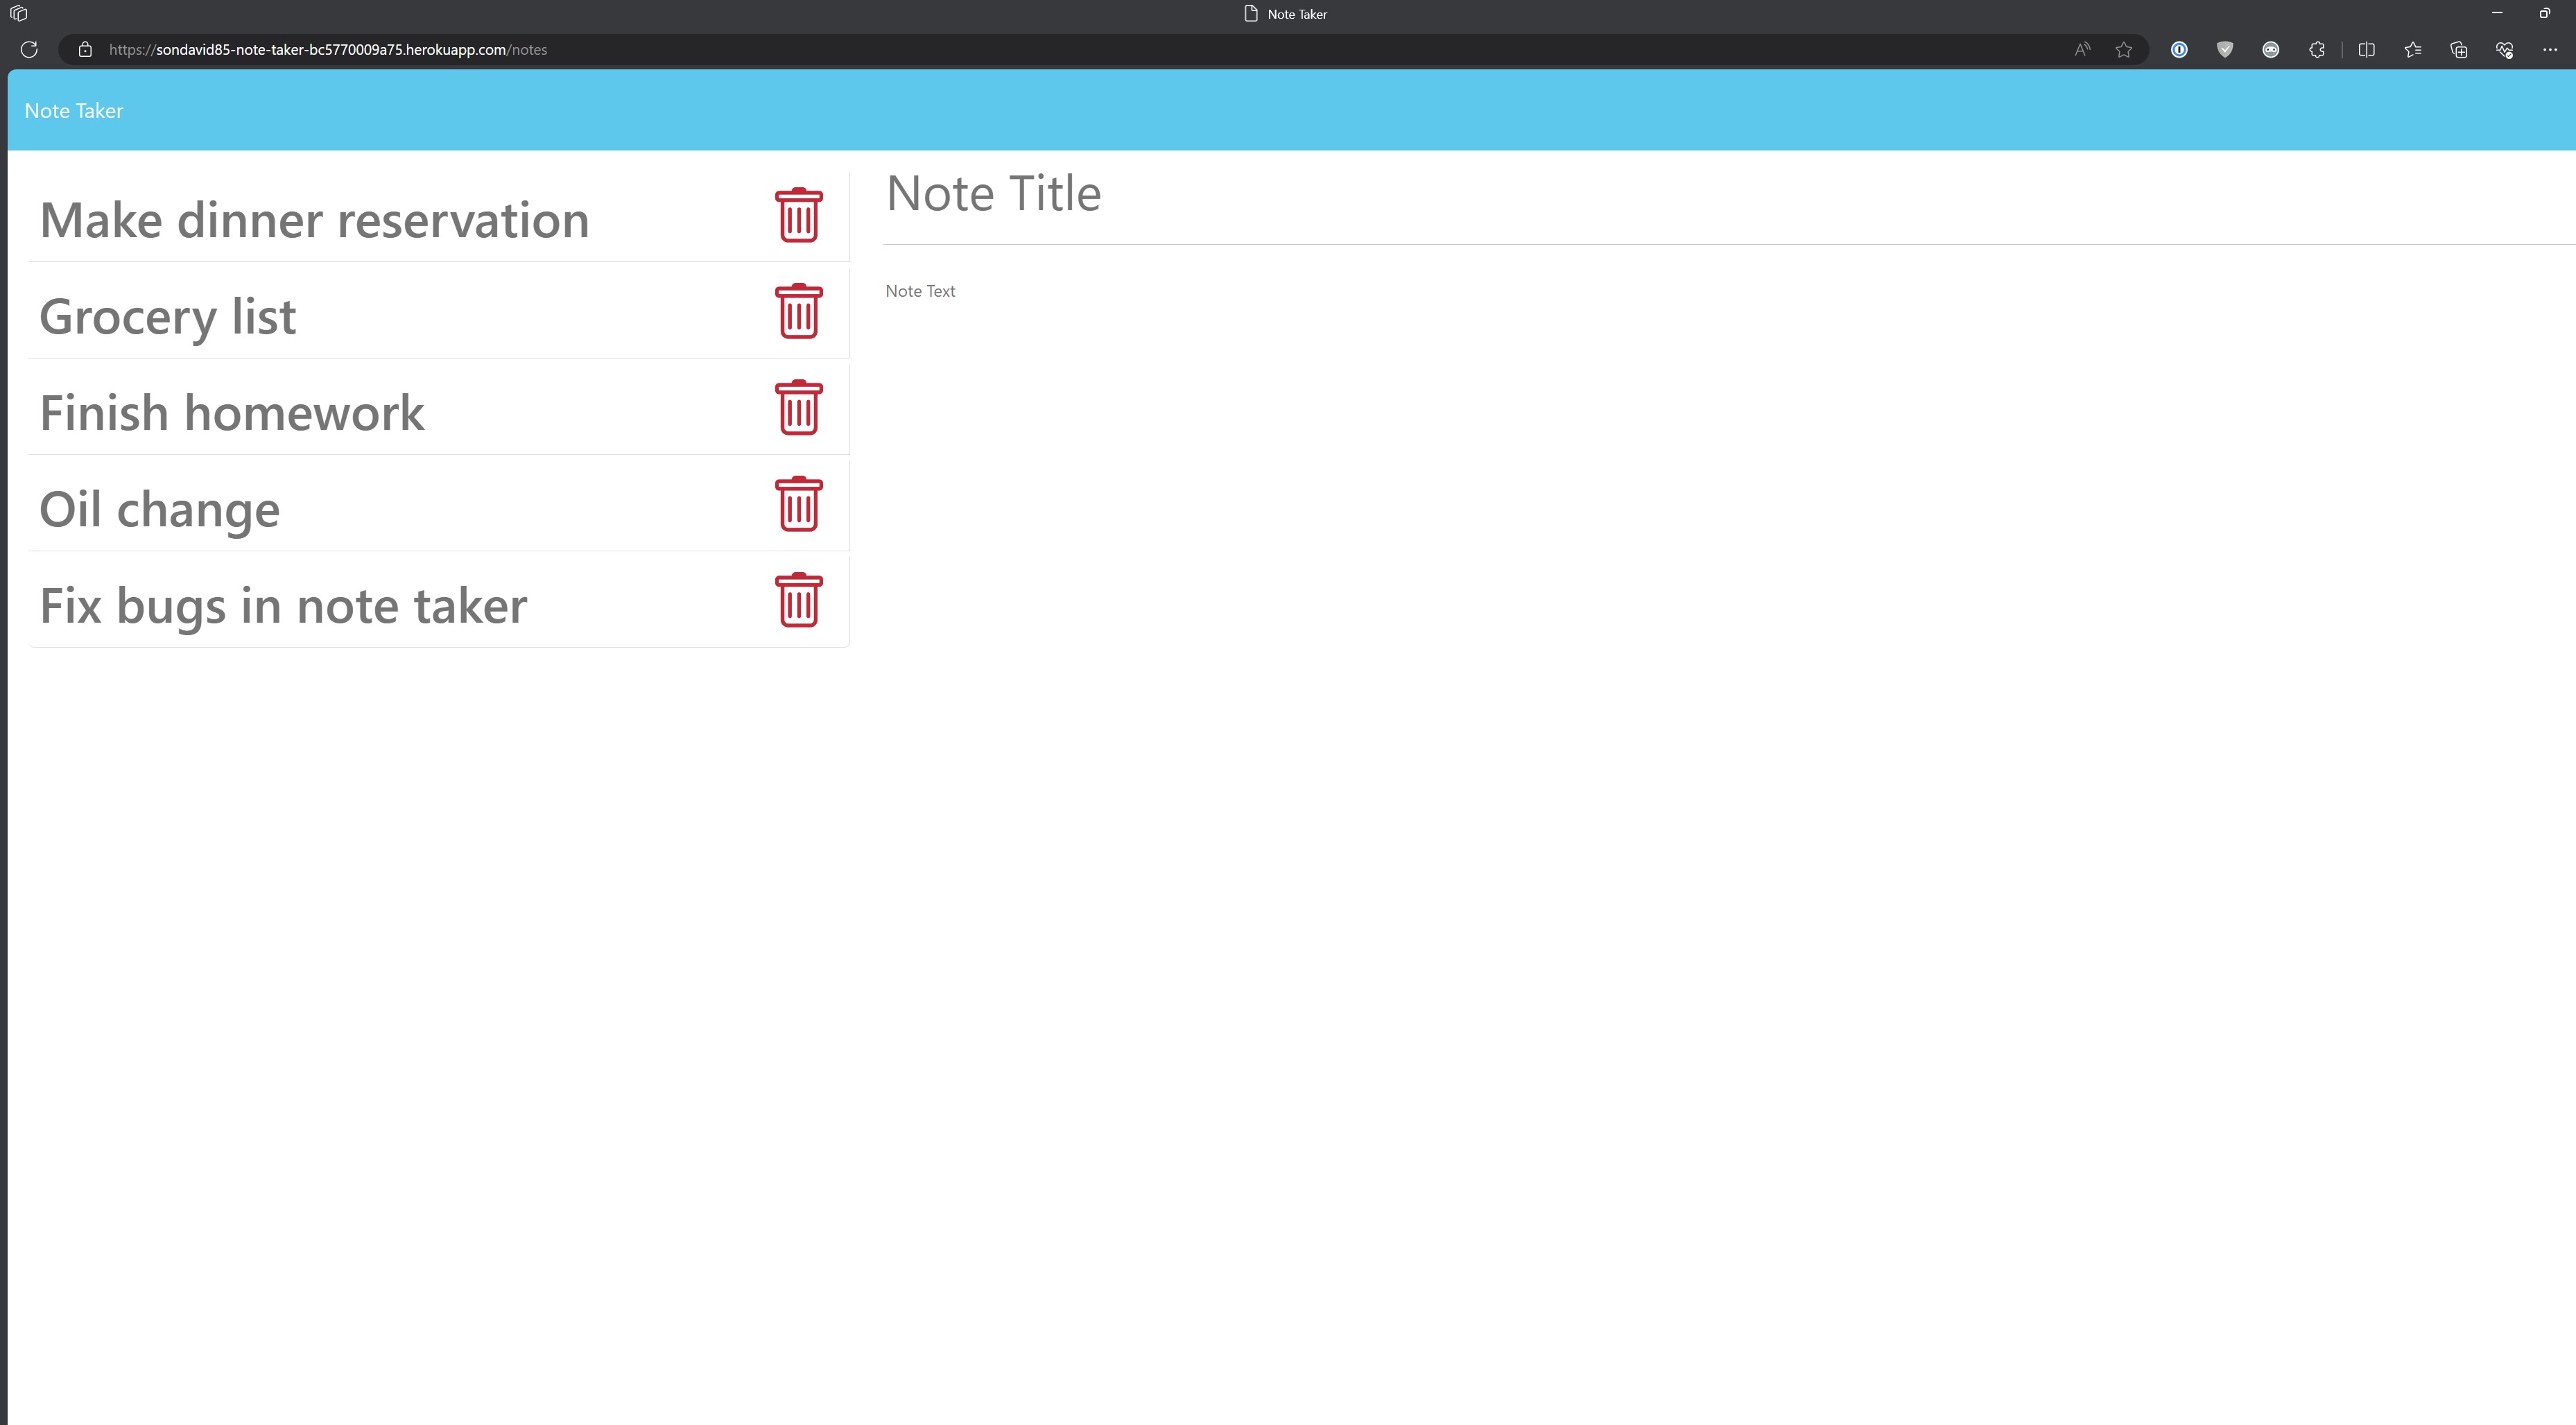 Note Taker
https://sondavid85-note-taker-bc5770009a75.herokuapp.com/notes
Note Taker
Make dinner reservation
Grocery list
Finish homework
Oil change
Fix bugs in note taker
Note Title
Note Text